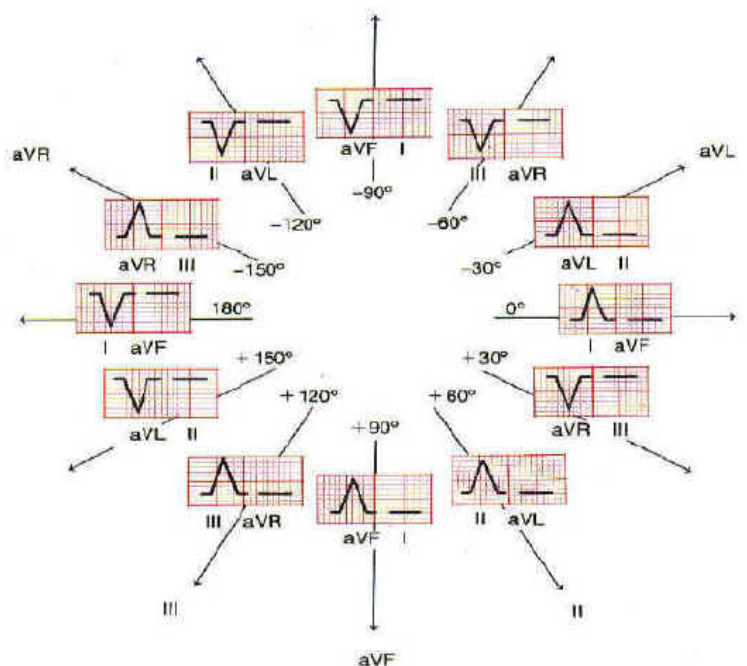 aVR
aVL
II aVL
aVF I
III aVR
−120°
−90°
−60°
aVR III
−150°
aVL II
−30°
I aVF
180°
0°
I aVF
aVL II
+ 150°
+ 30°
aVR III
+ 120°
+ 60°
+ 90°
III aVR
aVF I
II aVL
III
II
aVF